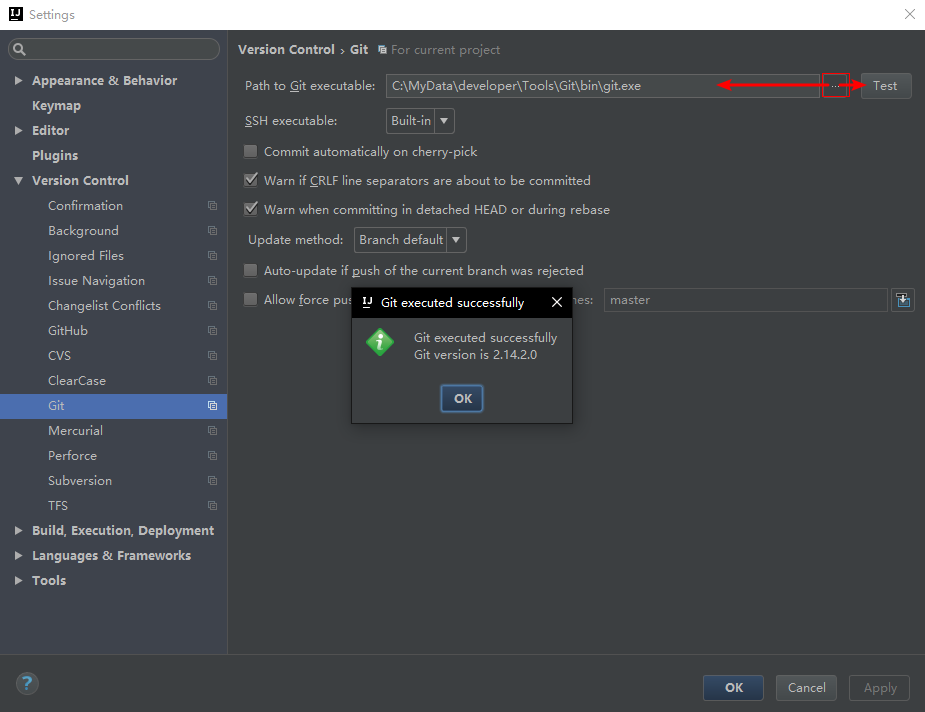 Settings
Version Control › Git For current project
Appearance & Behavior
Keymap
Editor
Plugins
Version Control
Confirmation
Background
Ignored Files
Issue Navigation
Changelist Conflicts
GitHub
CVS
ClearCase
Git
Mercurial
Perforce
Subversion
TFS
Build, Execution, Deployment
Languages & Frameworks
Tools
Path to Git executable: C:\MyData\developer\Tools\Git\bin\git.exe ... Test
SSH executable: Built-in
Commit automatically on cherry-pick
Warn if CRLF line separators are about to be committed
Warn when committing in detached HEAD or during rebase
Update method: Branch default
Auto-update if push of the current branch was rejected
Allow force master
IJ Git executed successfully
Git executed successfully
Git version is 2.14.2.0
OK
? OK Cancel Apply